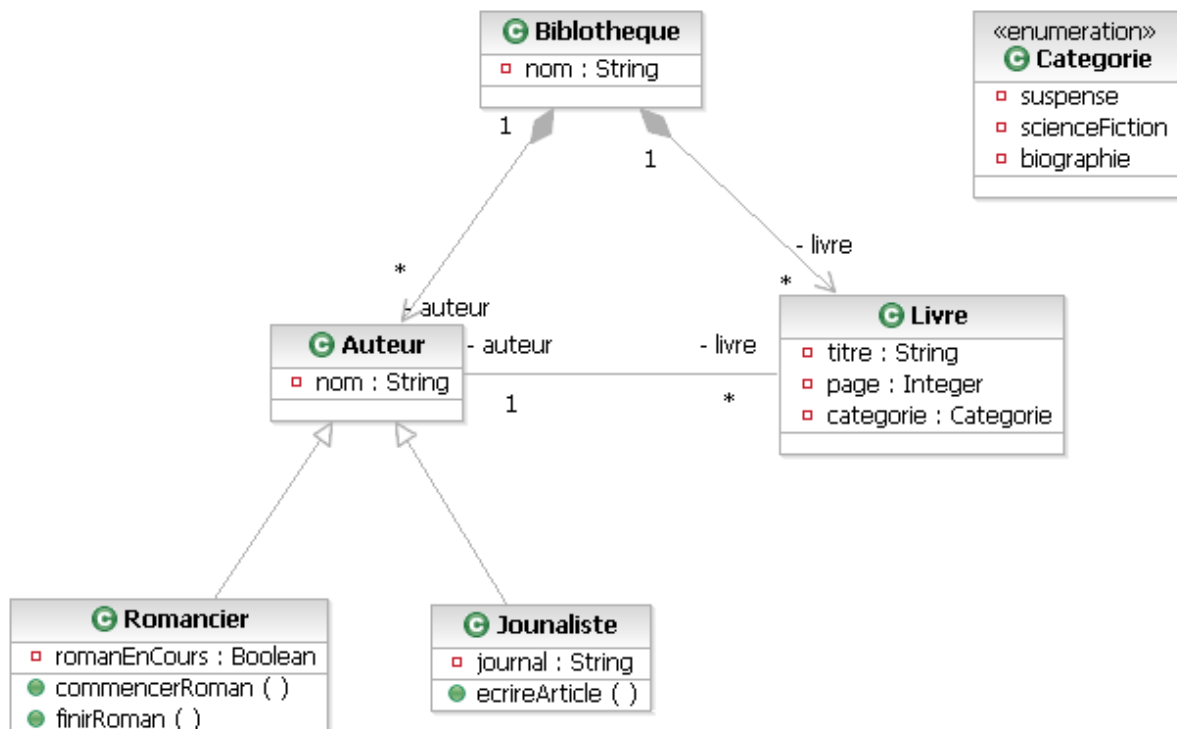 Biblotheque
nom : String
«enumeration»
Categorie
suspense
scienceFiction
biographie
1
1
- livre
*
*
- auteur
Auteur
nom : String
- auteur
- livre
1
*
Livre
titre : String
page : Integer
categorie : Categorie
Romancier
romanEnCours : Boolean
commencerRoman ( )
finirRoman ( )
Jounaliste
journal : String
ecrireArticle ( )